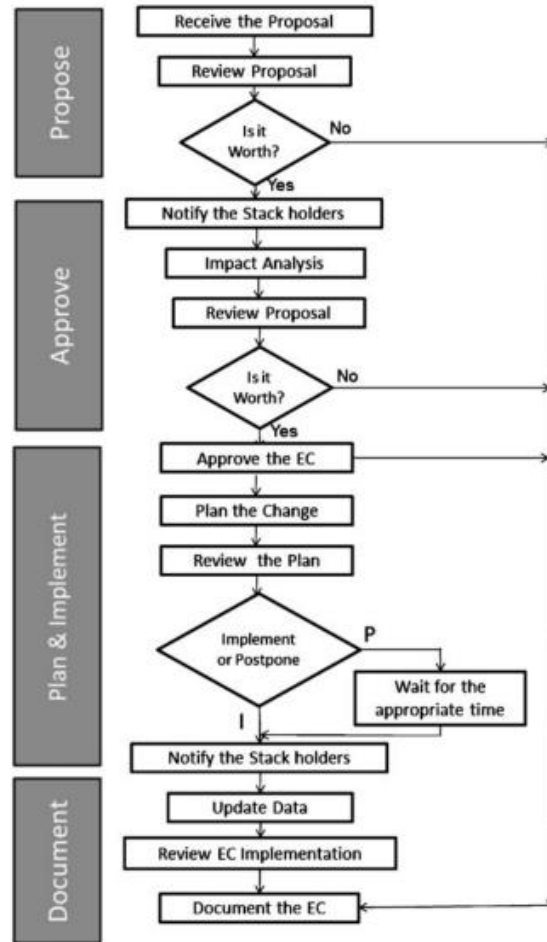 Propose
Receive the Proposal
Review Proposal
Is it
Worth?
No
Yes
Approve
Notify the Stack holders
Impact Analysis
Review Proposal
Is it
Worth?
No
Yes
Plan & Implement
Approve the EC
Plan the Change
Review the Plan
Implement
or Postpone
P
Wait for the
appropriate time
I
Notify the Stack holders
Document
Update Data
Review EC Implementation
Document the EC